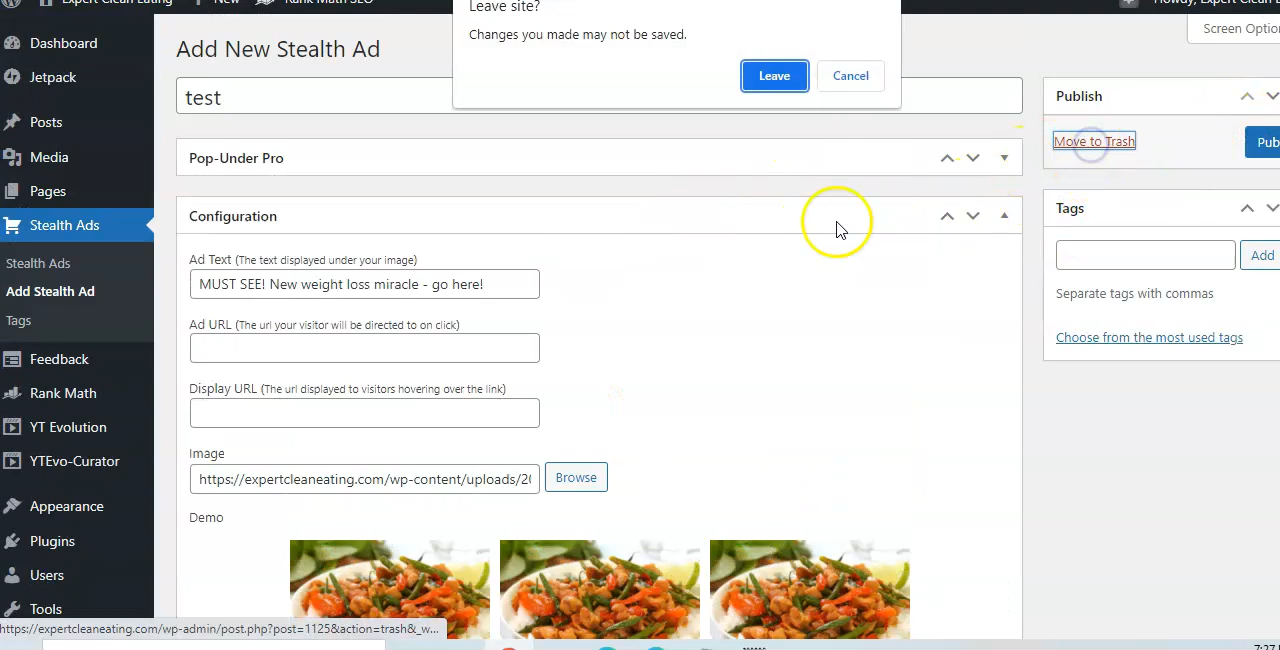 Expert Clean Eating New Rank Math SEO Howdy, Expert Clean
Leave site?
Changes you made may not be saved.
Leave Cancel
Screen Optio
Dashboard
Jetpack
Posts
Media
Pages
Stealth Ads
Stealth Ads
Add Stealth Ad
Tags
Feedback
Rank Math
YT Evolution
YTEvo-Curator
Appearance
Plugins
Users
Tools
Add New Stealth Ad
test
Pop-Under Pro
Configuration
Ad Text (The text displayed under your image)
MUST SEE! New weight loss miracle - go here!
Ad URL (The url your visitor will be directed to on click)
Display URL (The url displayed to visitors hovering over the link)
Image
https://expertcleaneating.com/wp-content/uploads/20
Browse
Demo
Publish
Move to Trash
Pub
Tags
Add
Separate tags with commas
Choose from the most used tags
https://expertcleaneating.com/wp-admin/post.php?post=1125&action=trash&_w...
7:27